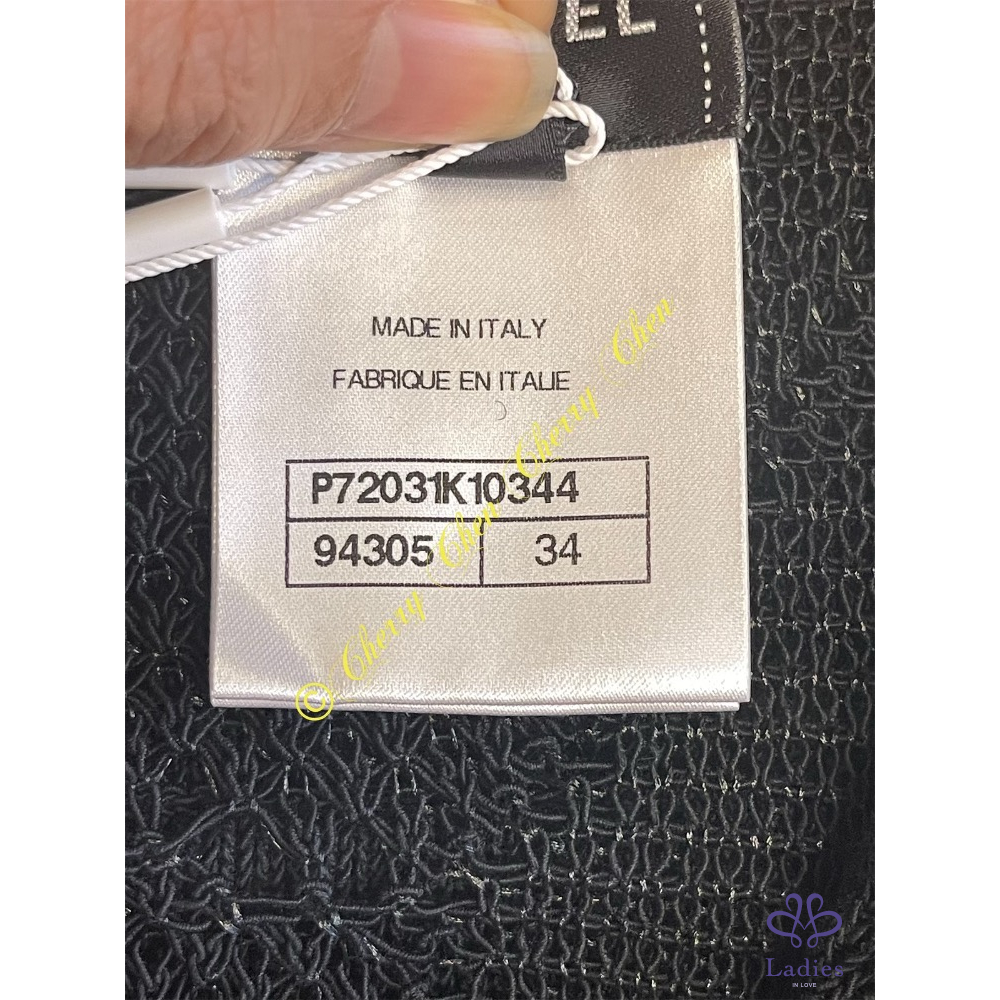 EL
MADE IN ITALY
FABRIQUE EN ITALIE
P72031K10344
94305 34
© Cherry Chen Cherry Chen
Ladies
IN LOVE